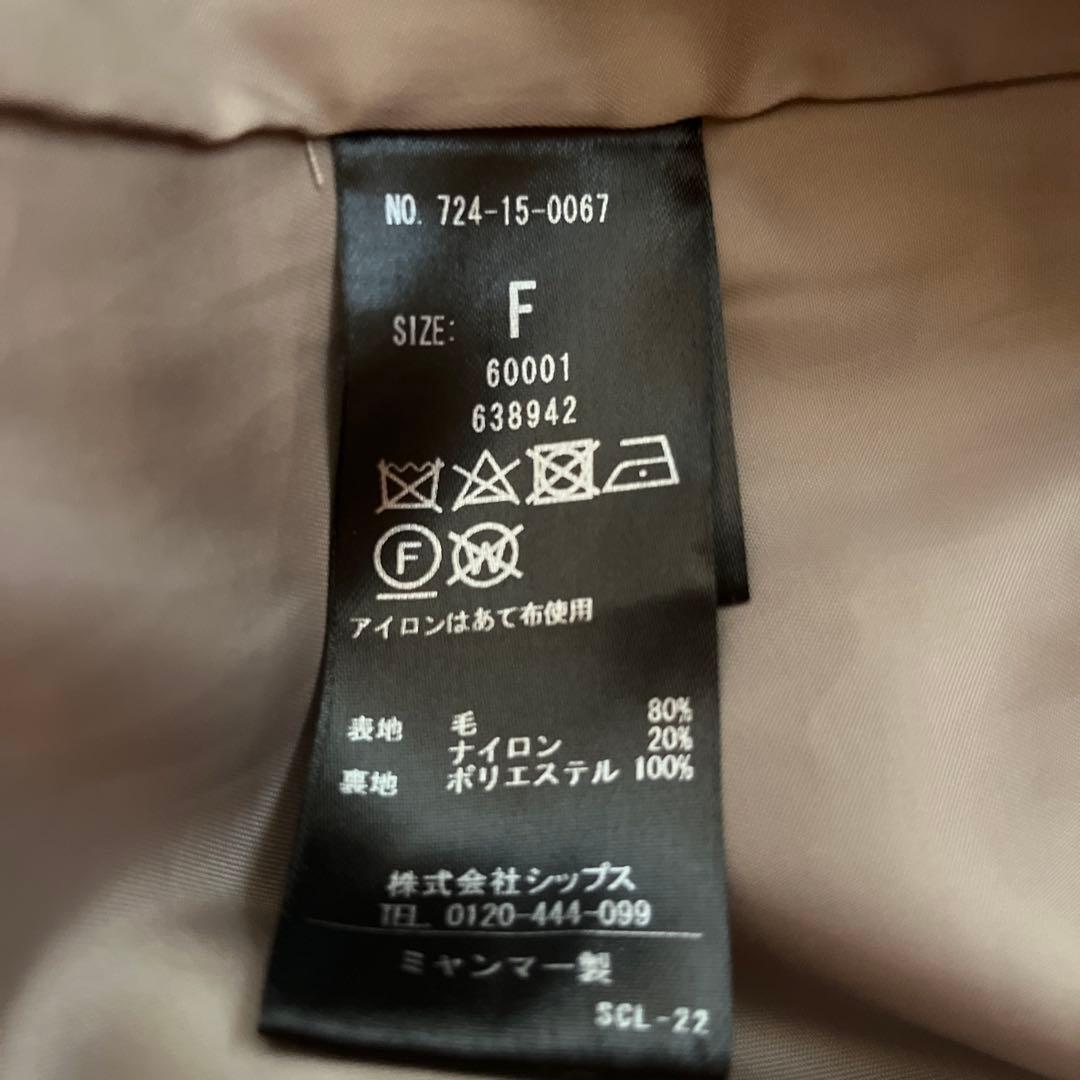 NO. 724-15-0067
SIZE: F
60001
638942
F W
アイロンはあて布使用
表地 毛 80%
ナイロン 20%
裏地 ポリエステル 100%
株式会社シップス
TEL. 0120-444-099
ミャンマー製
SCL-22